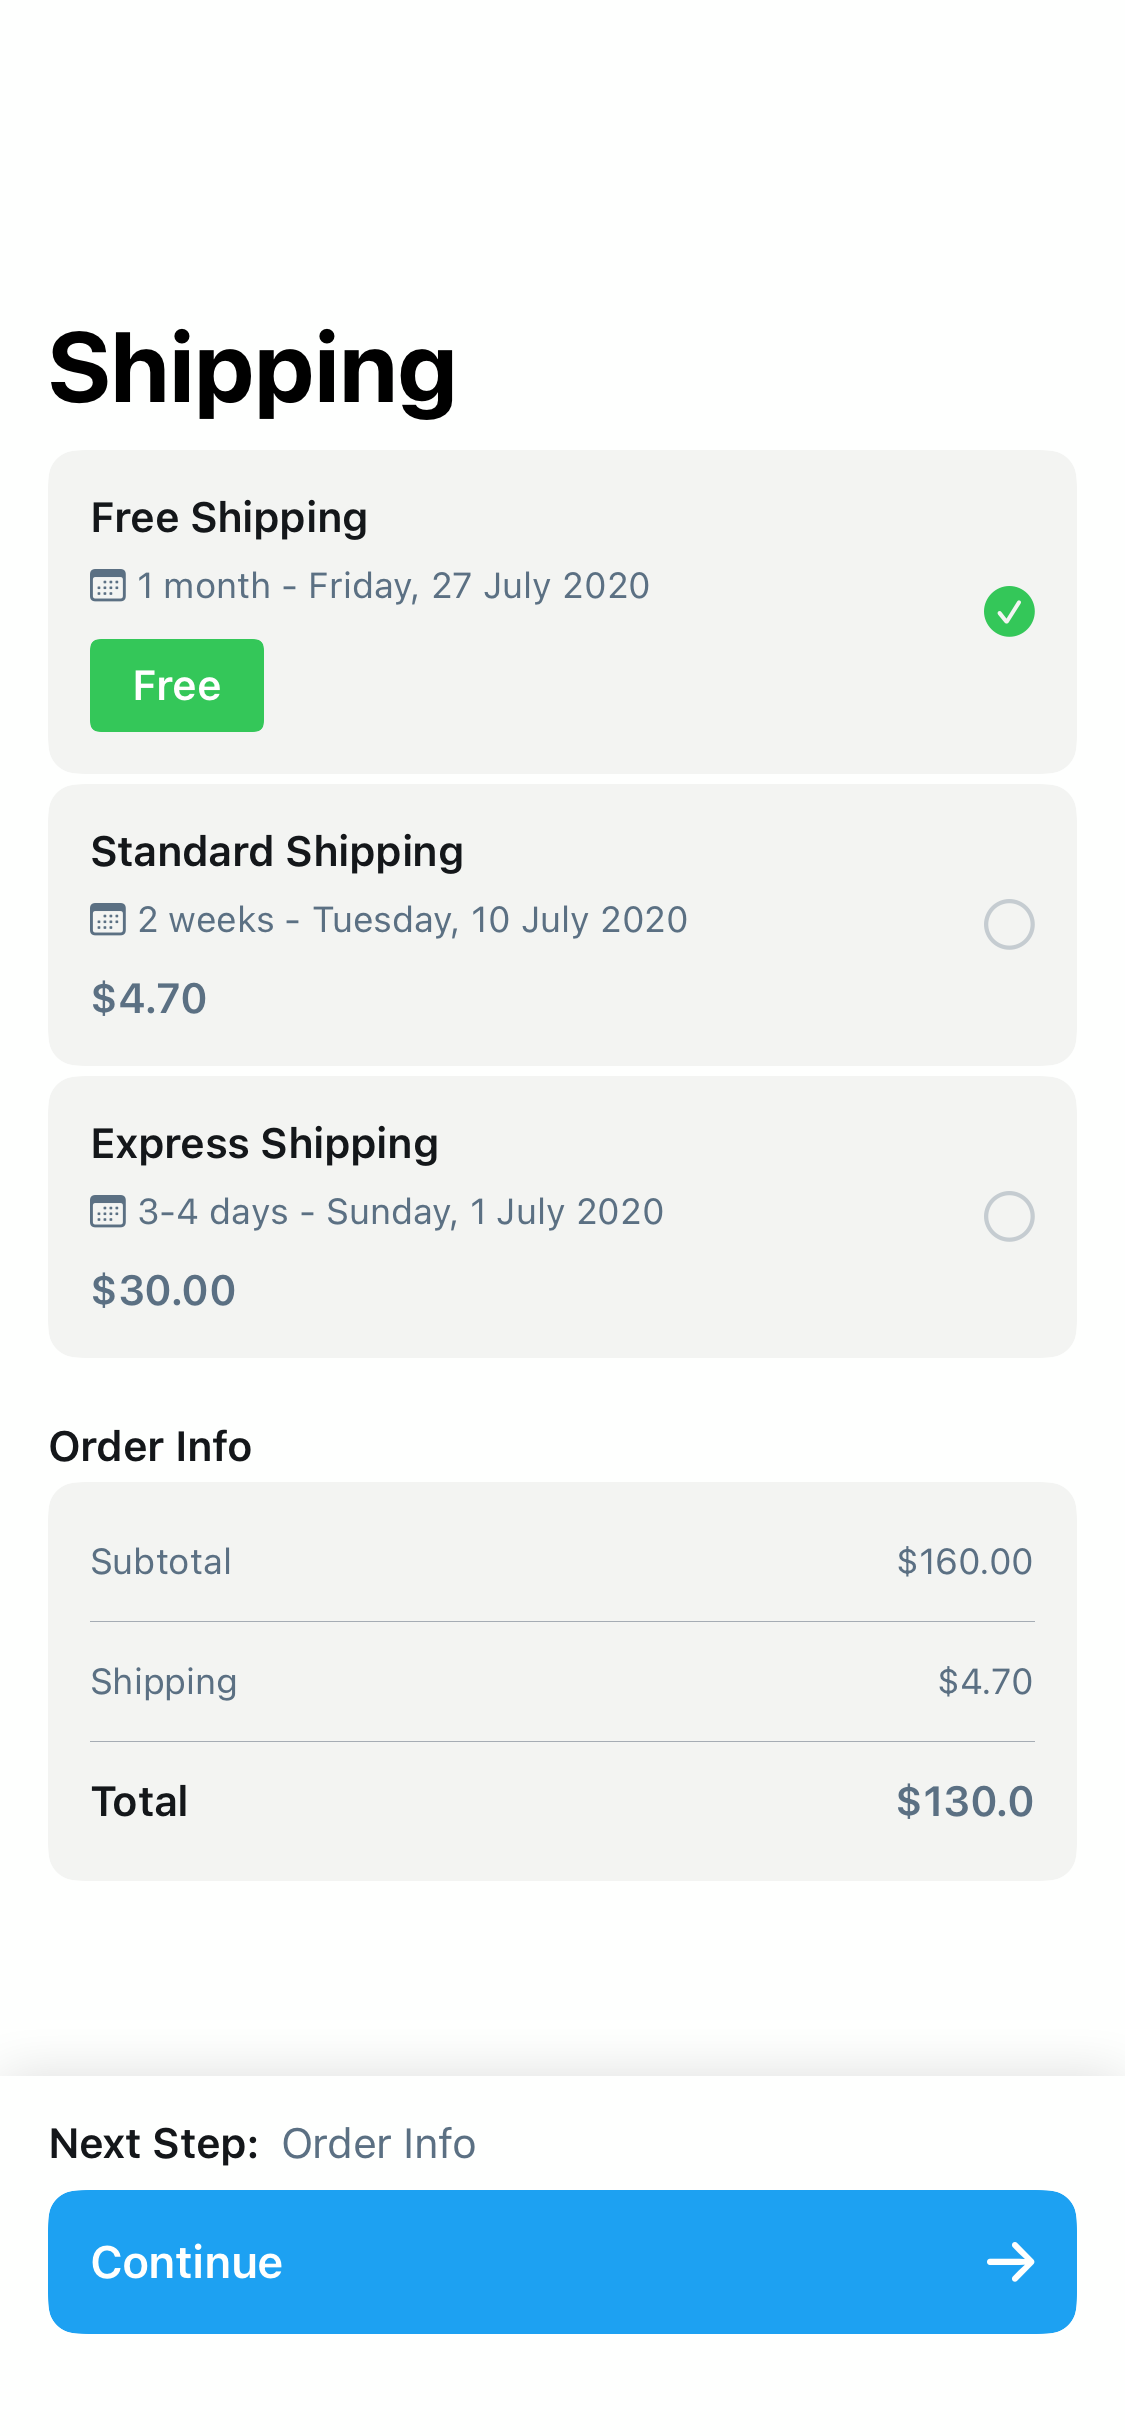 Shipping
Free Shipping
1 month - Friday, 27 July 2020
Free
Standard Shipping
2 weeks - Tuesday, 10 July 2020
$4.70
Express Shipping
3-4 days - Sunday, 1 July 2020
$30.00
Order Info
Subtotal $160.00
Shipping $4.70
Total $130.0
Next Step: Order Info
Continue